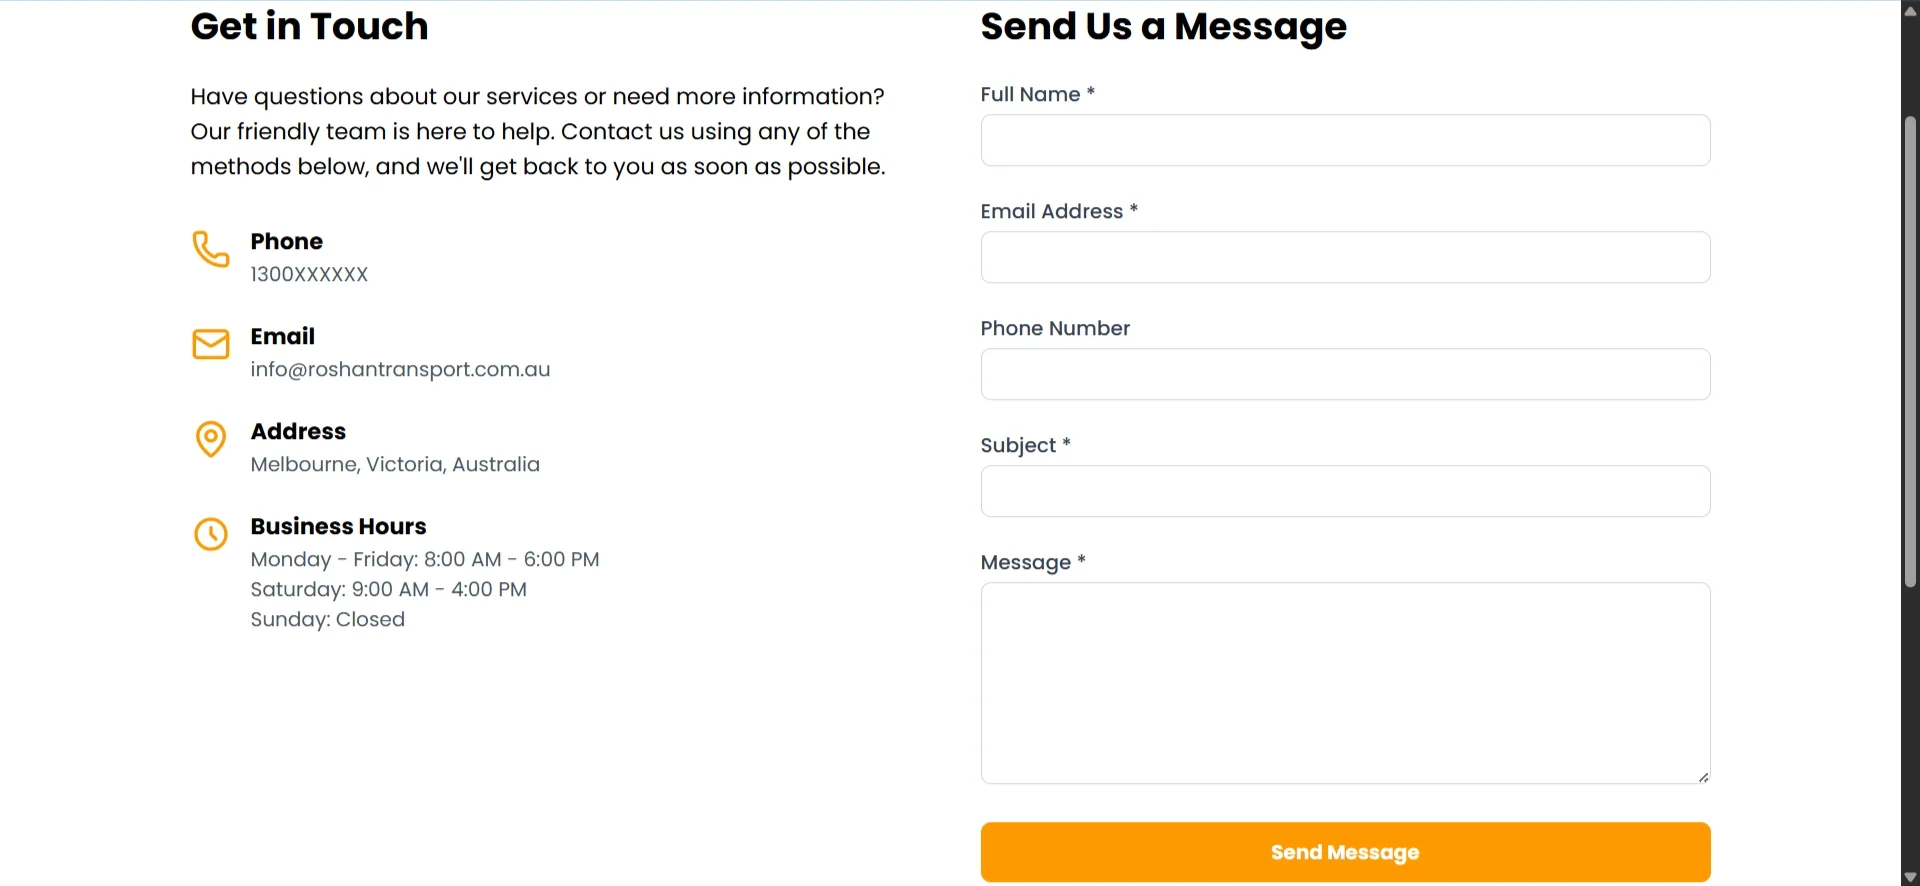 Get in Touch
Have questions about our services or need more information?
Our friendly team is here to help. Contact us using any of the
methods below, and we'll get back to you as soon as possible.
Phone
1300XXXXXX
Email
info@roshantransport.com.au
Address
Melbourne, Victoria, Australia
Business Hours
Monday - Friday: 8:00 AM - 6:00 PM
Saturday: 9:00 AM - 4:00 PM
Sunday: Closed
Send Us a Message
Full Name *
Email Address *
Phone Number
Subject *
Message *
Send Message